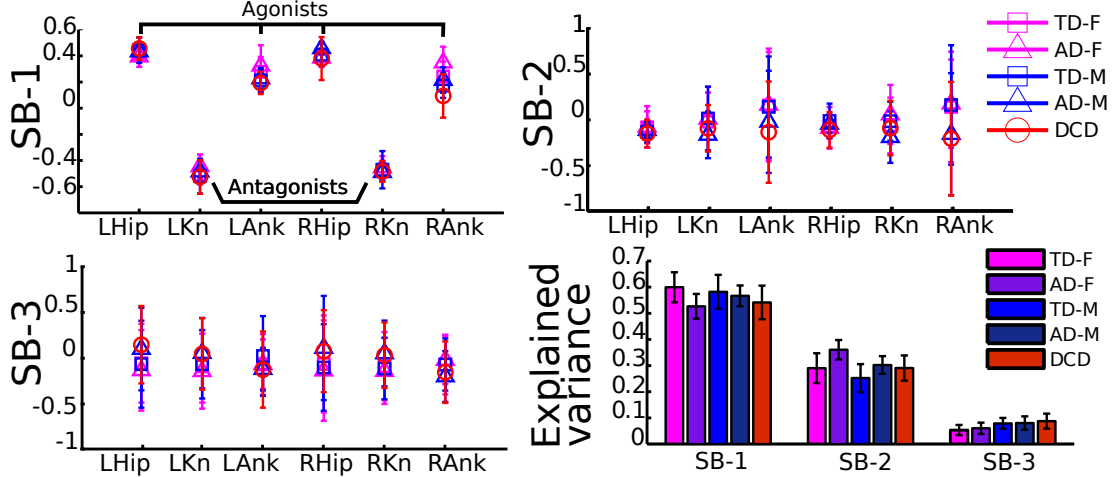 Agonists
SB-1
0.6
0.4
0
-0.4
-0.6
Antagonists
LHip LKn LAnk RHip RKn RAnk
SB-2
1
0.5
0
-0.5
-1
LHip LKn LAnk RHip RKn RAnk
TD-F
AD-F
TD-M
AD-M
DCD
SB-3
1
0.5
0
-0.5
-1
LHip LKn LAnk RHip RKn RAnk
Explained
variance
0.7
0.6
0.5
0.4
0.3
0.2
0.1
0
SB-1 SB-2 SB-3
TD-F
AD-F
TD-M
AD-M
DCD